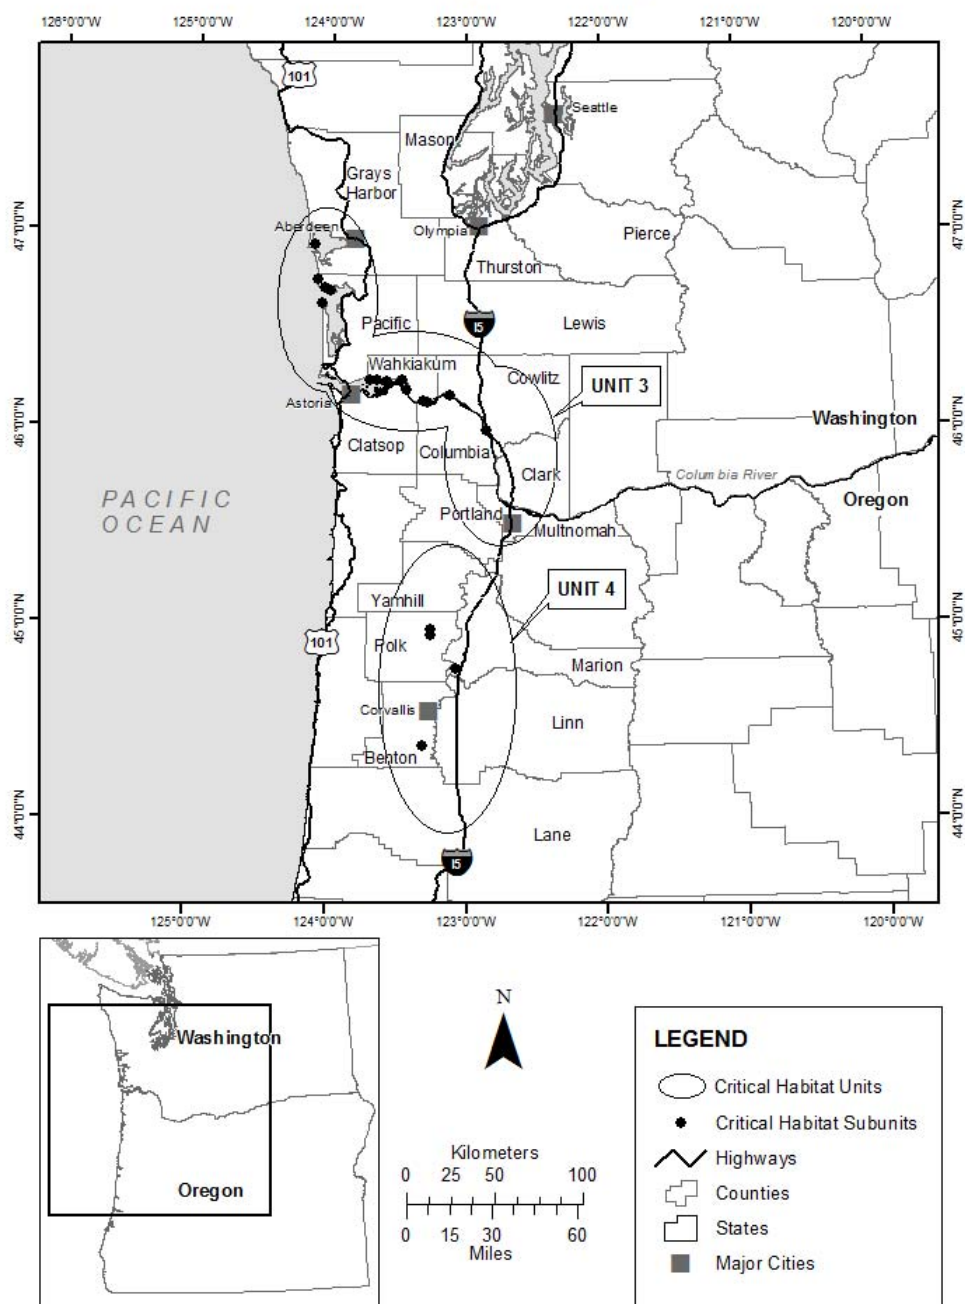 126°0'0"W 125°0'0"W 124°0'0"W 123°0'0"W 122°0'0"W 121°0'0"W 120°0'0"W
101
Seattle
Mason
Grays
Harbor
47°0'0"N
Aberdeen
Olympia
Pierce
47°0'0"N
Thurston
Pacific
15
Lewis
Wahkiakum
Cowlitz
UNIT 3
Astoria
46°0'0"N
Washington
46°0'0"N
Clatsop
Columbia
Clark
Columbia River
PACIFIC
OCEAN
Oregon
Portland
Multnomah
UNIT 4
Yamhill
45°0'0"N
45°0'0"N
101
Polk
Marion
Corvallis
Linn
Benton
44°0'0"N
44°0'0"N
Lane
15
125°0'0"W 124°0'0"W 123°0'0"W 122°0'0"W 121°0'0"W 120°0'0"W
Washington
Oregon
N
Kilometers
0 25 50 100
0 15 30 60
Miles
LEGEND
Critical Habitat Units
Critical Habitat Subunits
Highways
Counties
States
Major Cities